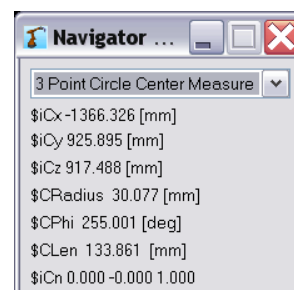 Navigator ...
3 Point Circle Center Measure
$iCx -1366.326 [mm]
$iCy 925.895 [mm]
$iCz 917.488 [mm]
$CRadius 30.077 [mm]
$CPhi 255.001 [deg]
$CLen 133.861 [mm]
$iCn 0.000 -0.000 1.000